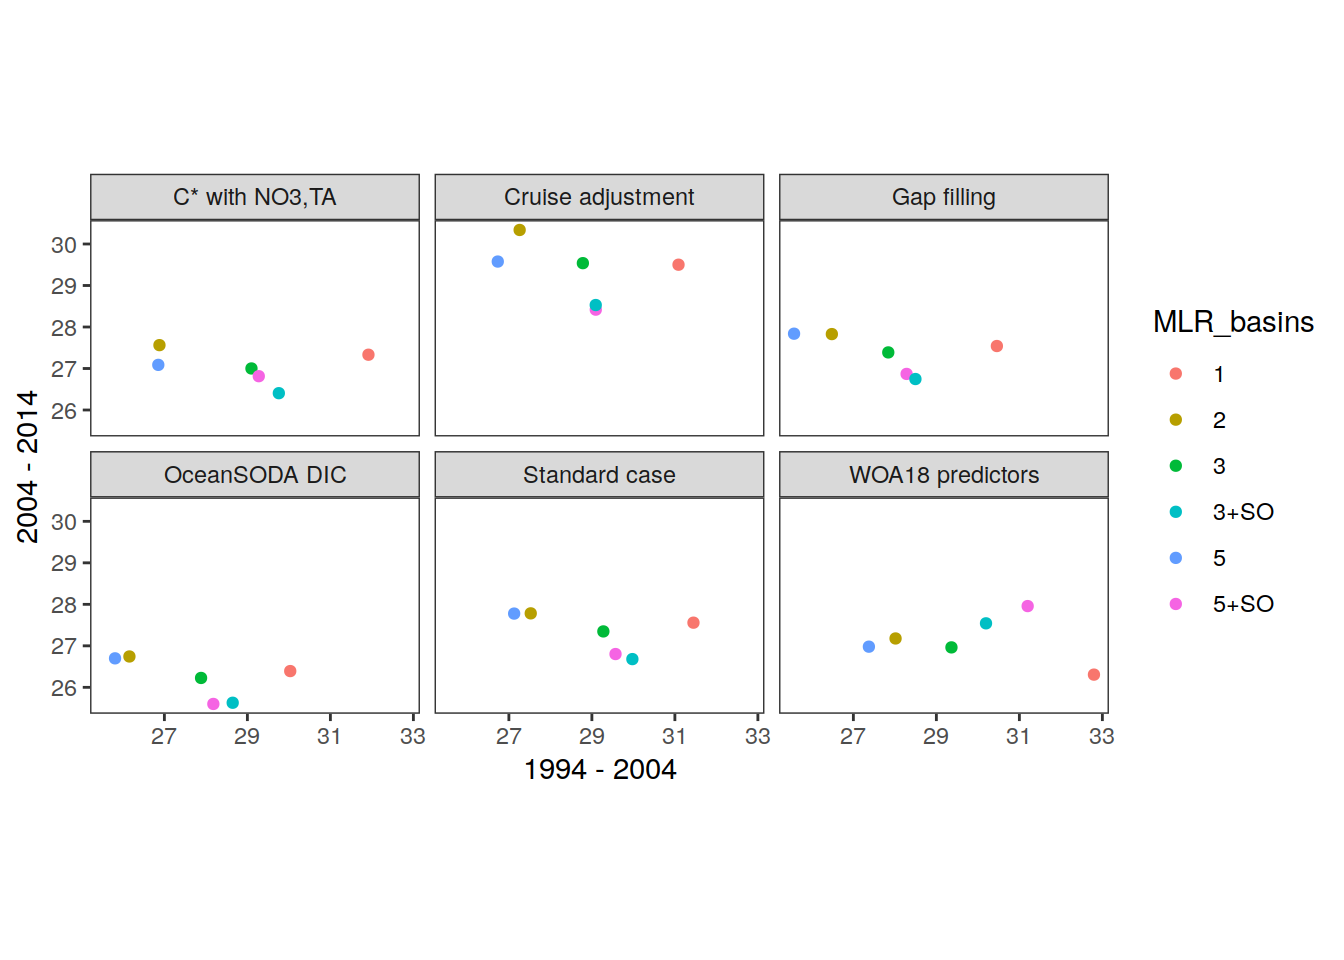 C* with NO3,TA
Cruise adjustment
Gap filling
30
29
28
27
26
OceanSODA DIC
Standard case
WOA18 predictors
30
29
28
27
26
27 29 31 33
27 29 31 33
27 29 31 33
1994 - 2004
2004 - 2014
MLR_basins
1
2
3
3+SO
5
5+SO